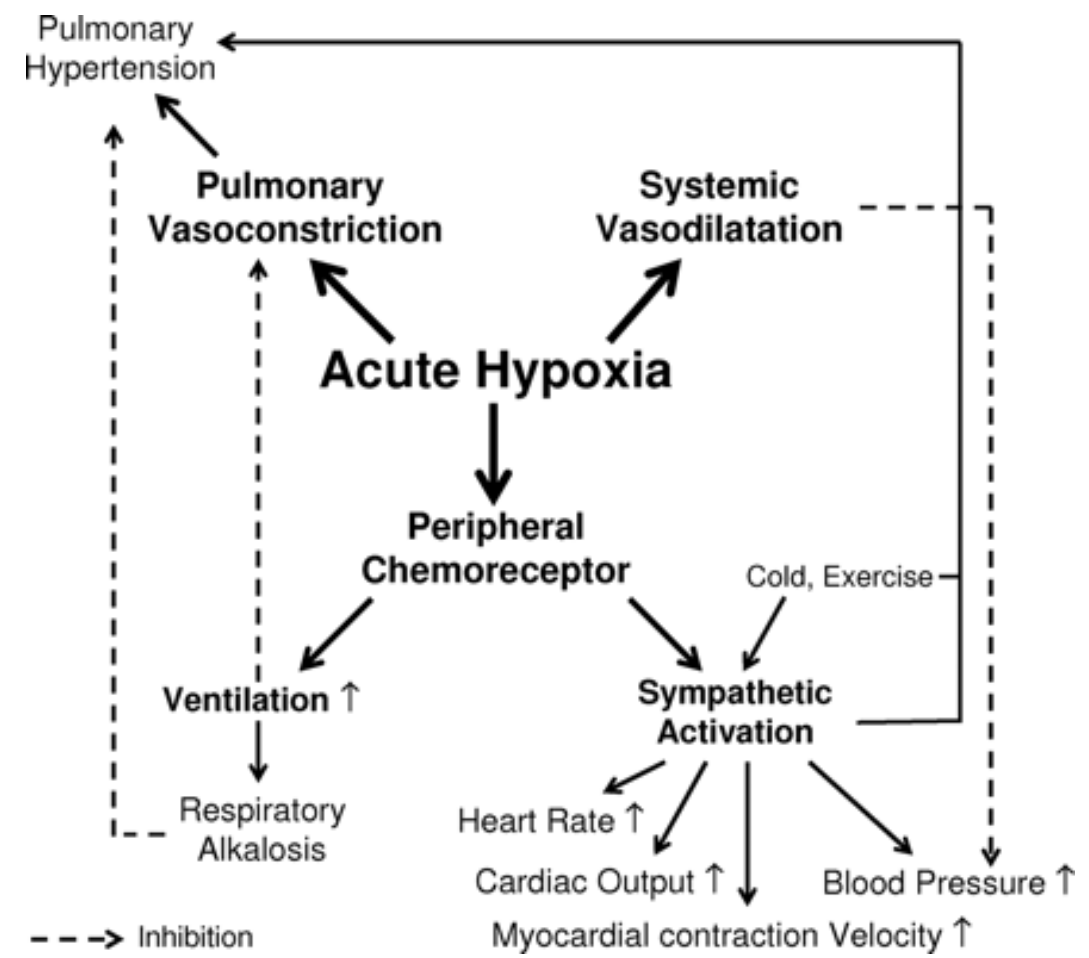 Pulmonary
Hypertension
Pulmonary
Vasoconstriction
Systemic
Vasodilatation
Acute Hypoxia
Peripheral
Chemoreceptor
Cold, Exercise
Ventilation ↑
Sympathetic
Activation
Respiratory
Alkalosis
Heart Rate ↑
Cardiac Output ↑
Blood Pressure ↑
Myocardial contraction Velocity ↑
Inhibition